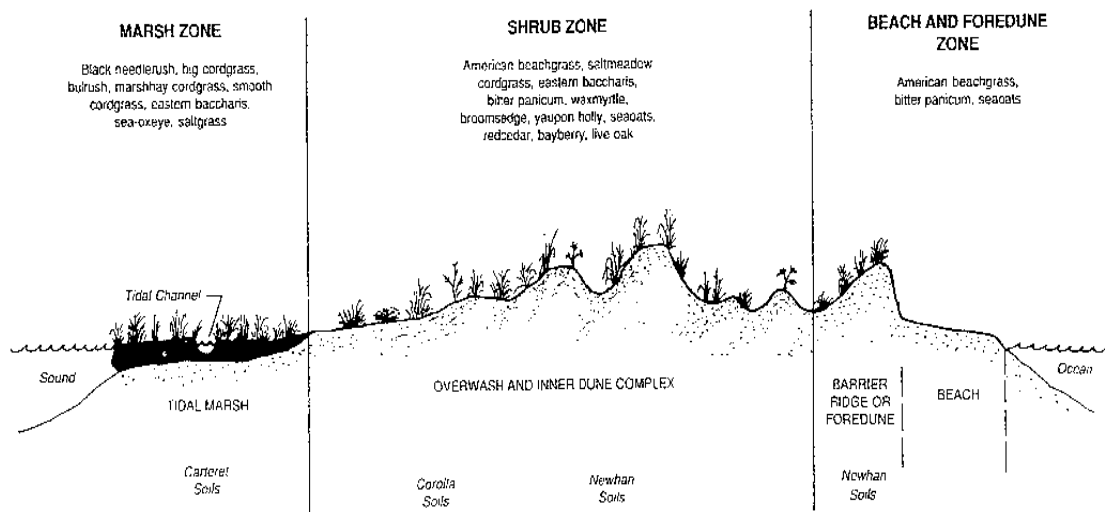 MARSH ZONE
Black needlerush, big cordgrass,
bulrush, marshhay cordgrass, smooth
cordgrass, eastern baccharis,
sea-oxeye, saltgrass
SHRUB ZONE
American beachgrass, saltmeadow
cordgrass, eastern baccharis,
bitter panicum, waxmyrtle,
broomsedge, yaupon holly, seaoats,
redcedar, bayberry, live oak
BEACH AND FOREDUNE
ZONE
American beachgrass,
bitter panicum, seaoats
Tidal Channel
Sound
Ocean
TIDAL MARSH
OVERWASH AND INNER DUNE COMPLEX
BARRIER
RIDGE OR
FOREDUNE
BEACH
Carteret
Soils
Corolla
Soils
Newhan
Soils
Newhan
Soils